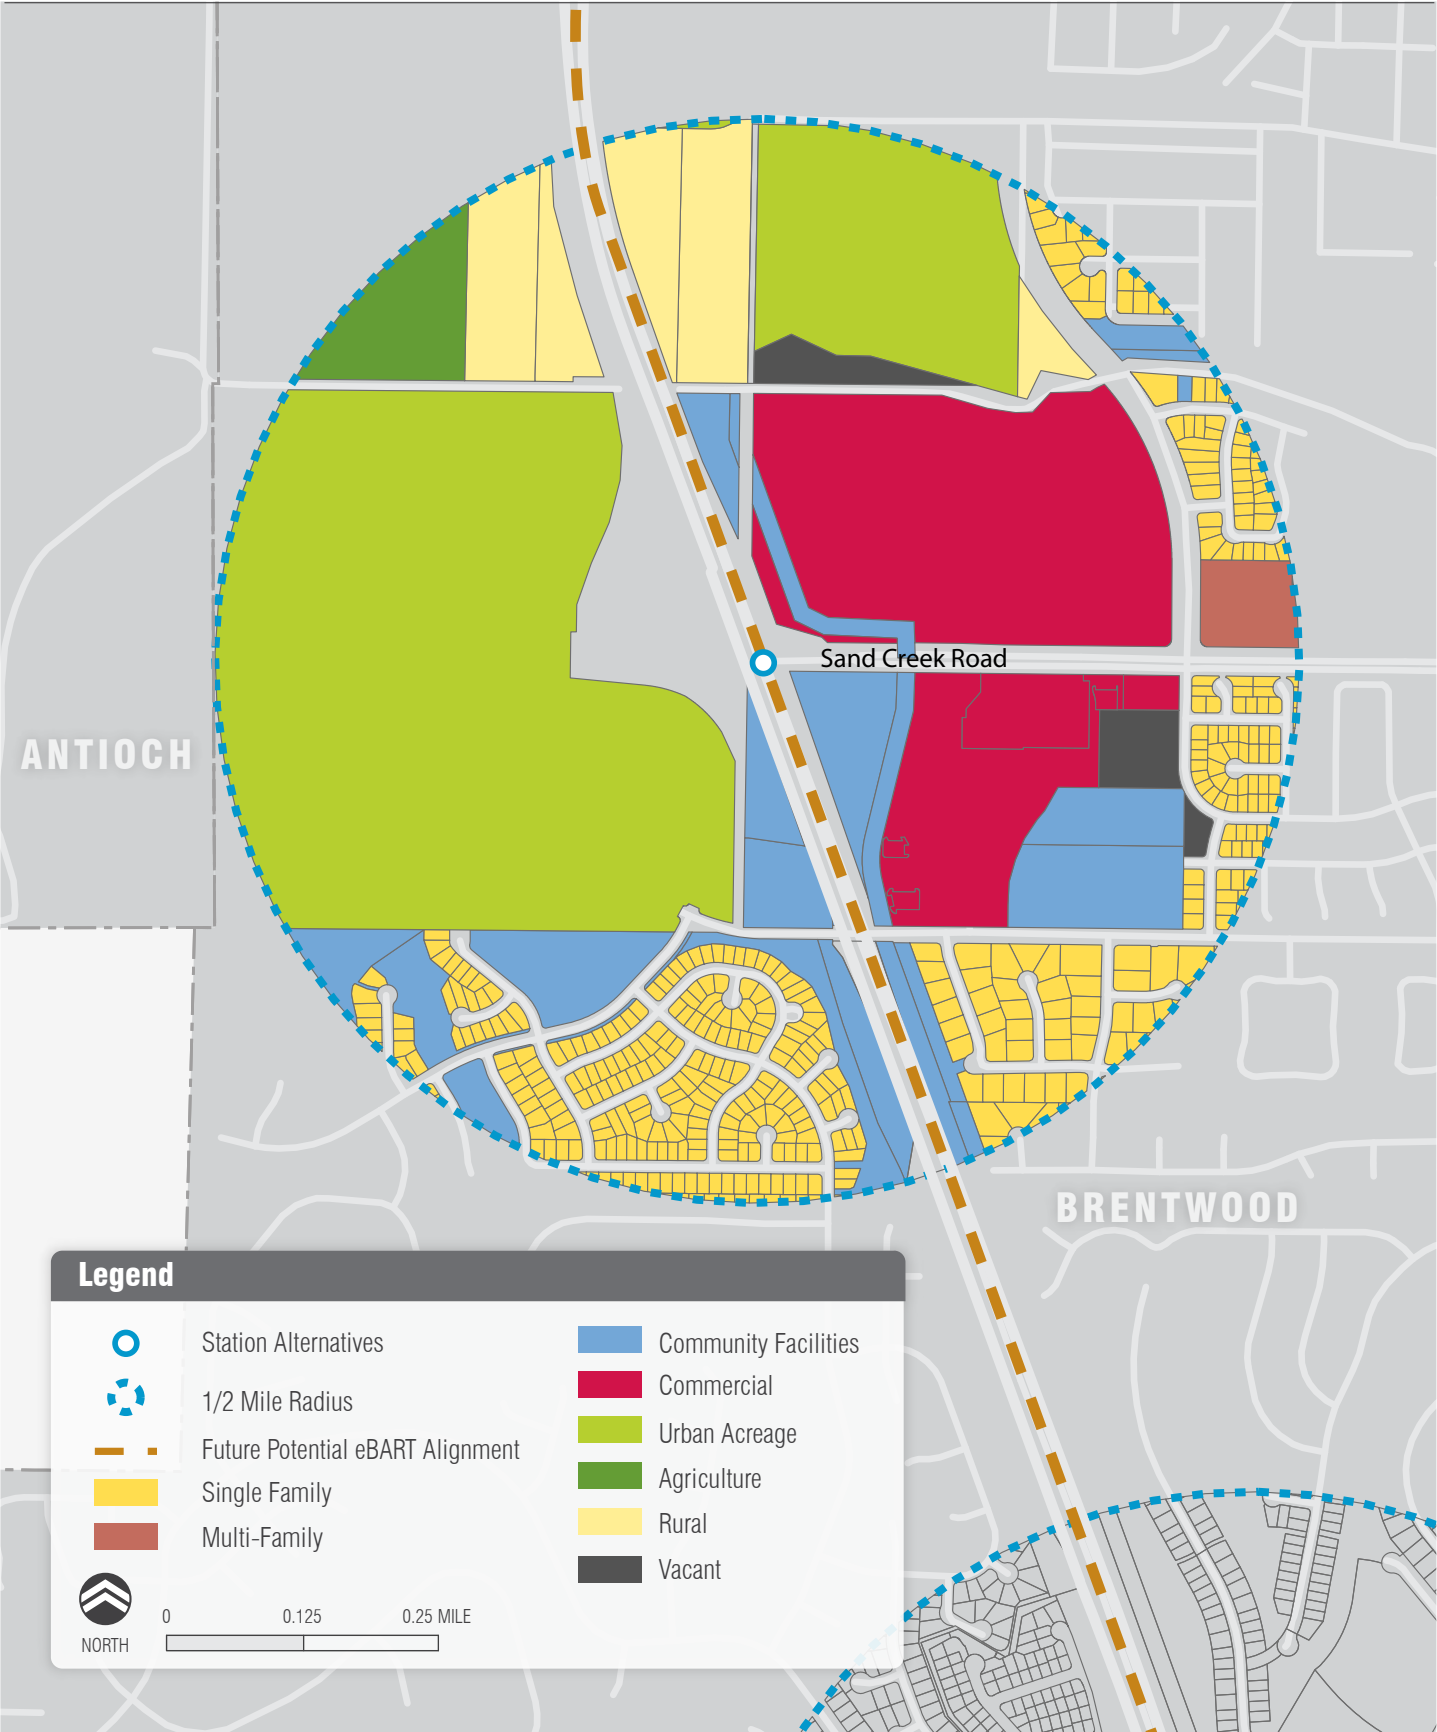 Sand Creek Road
ANTIOCH
BRENTWOOD
Legend
Station Alternatives
1/2 Mile Radius
Future Potential eBART Alignment
Single Family
Multi-Family
Community Facilities
Commercial
Urban Acreage
Agriculture
Rural
Vacant
NORTH
0 0.125 0.25 MILE